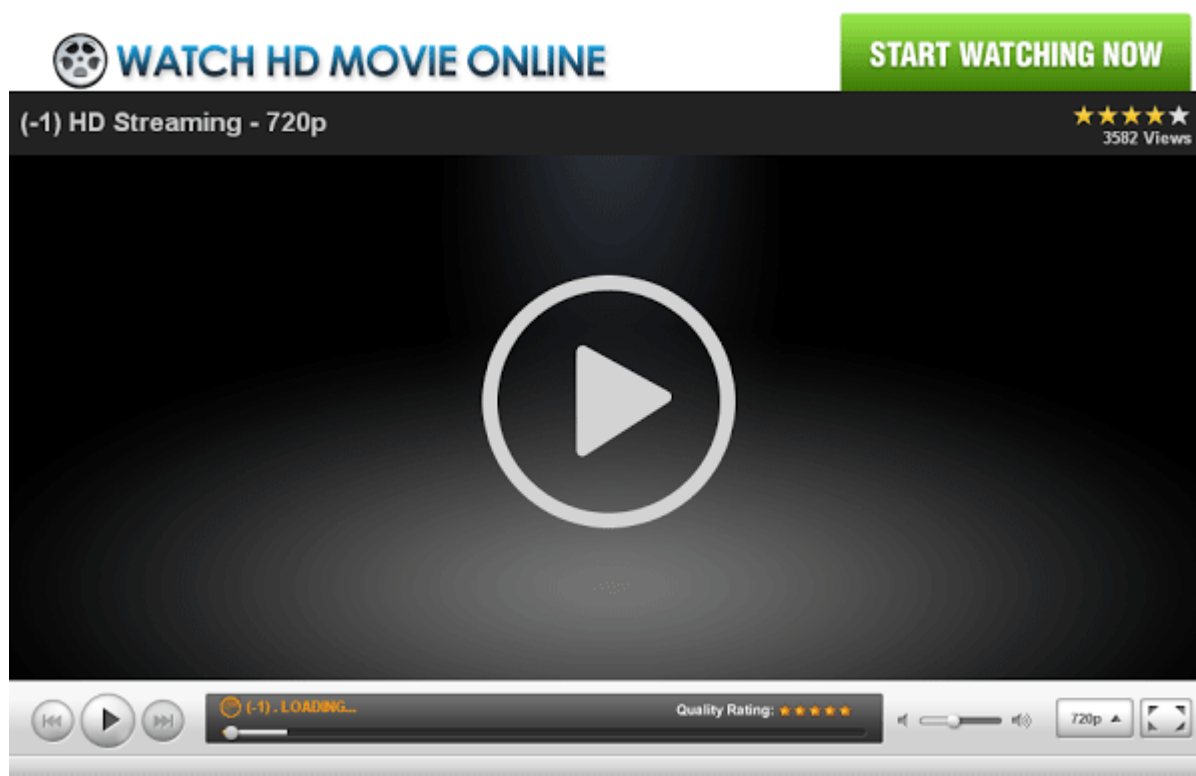 WATCH HD MOVIE ONLINE
START WATCHING NOW
(-1) HD Streaming - 720p
3582 Views
(-1) . LOADING...
Quality Rating:
720p